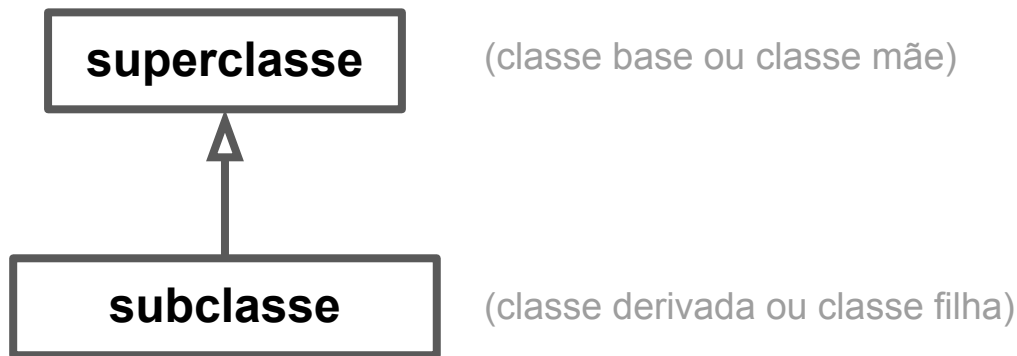 superclasse
(classe base ou classe mãe)
subclasse
(classe derivada ou classe filha)